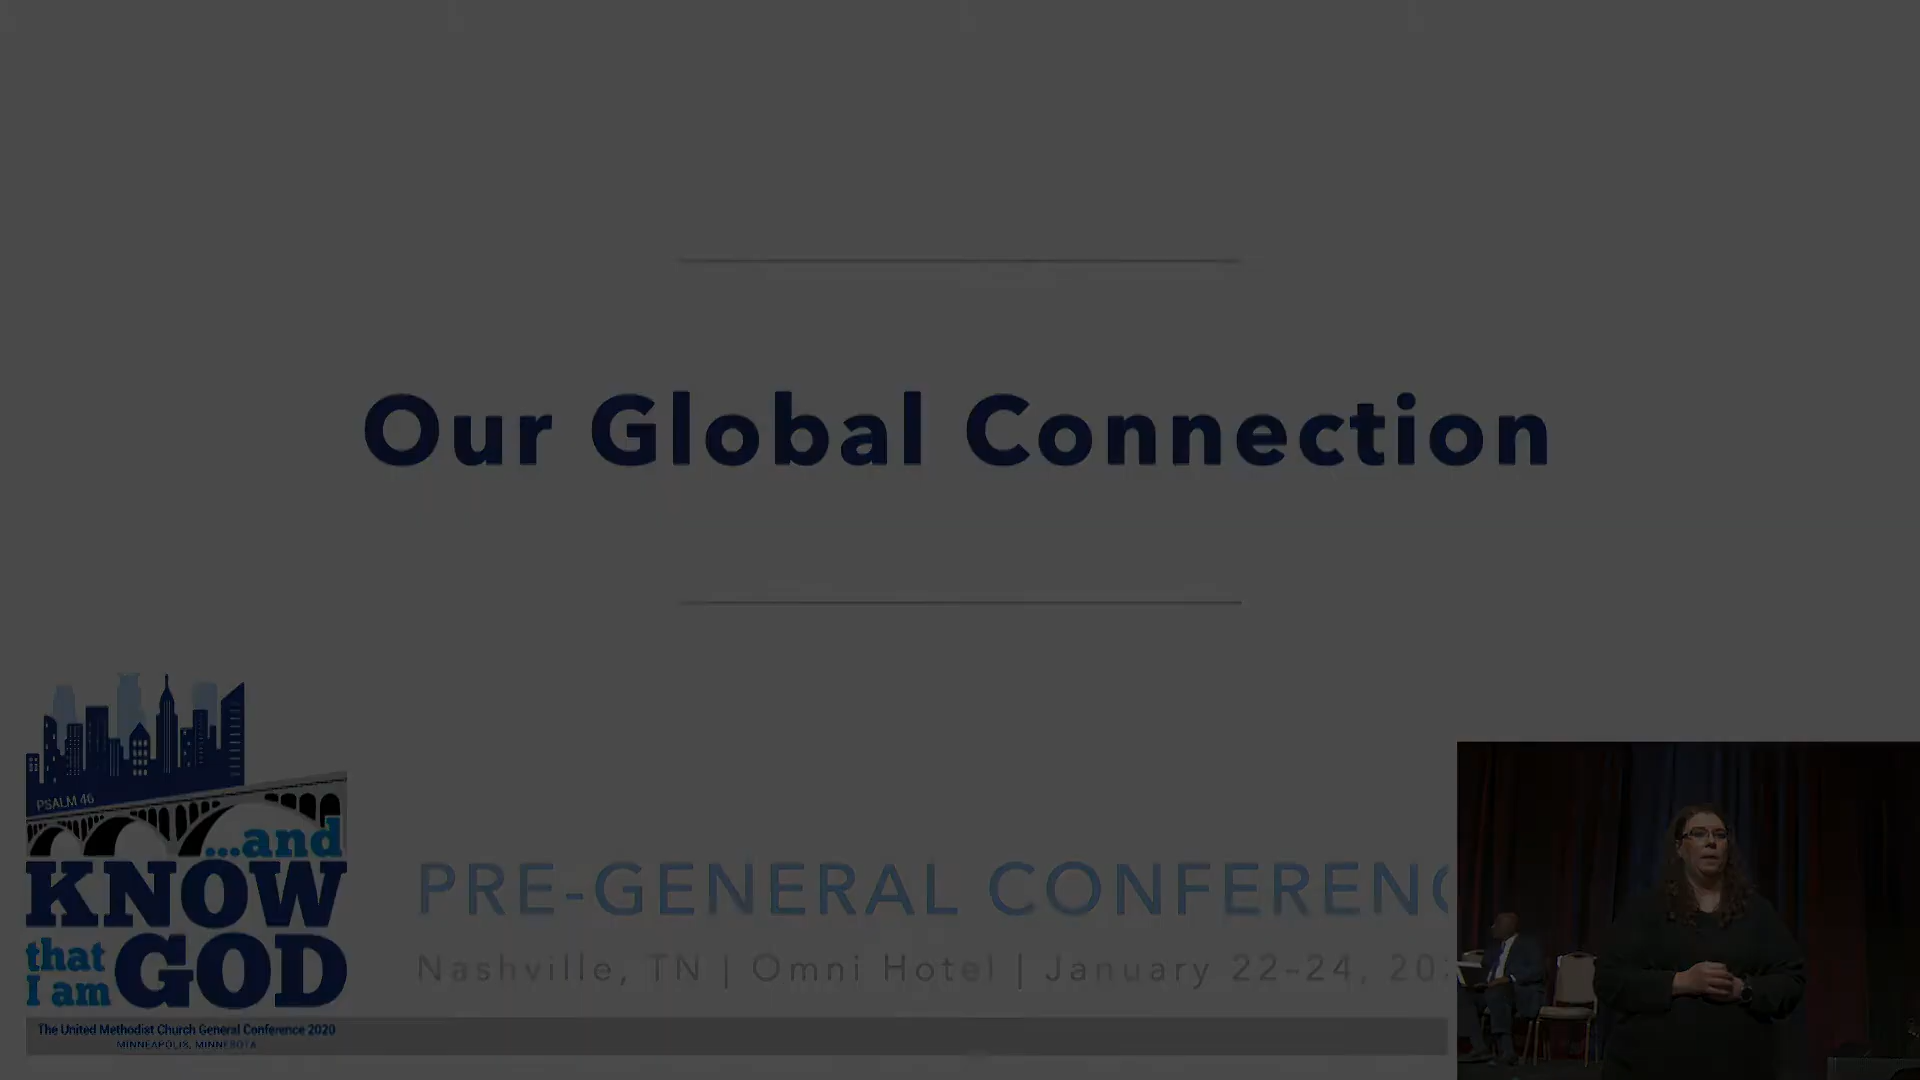 Our Global Connection
PSALM 46
...and
KNOW
that
I am
GOD
The United Methodist Church General Conference 2020
MINNEAPOLIS, MINNESOTA
PRE-GENERAL CONFERENC
Nashville, TN | Omni Hotel | January 22-24, 20